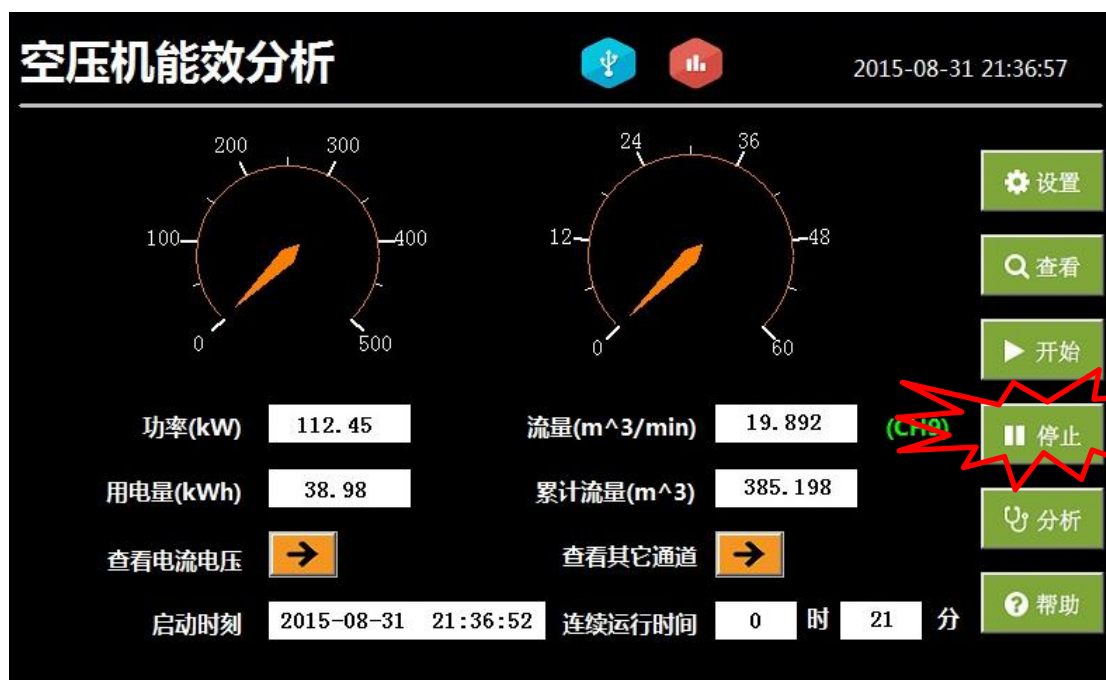 空压机能效分析
2015-08-31 21:36:57
200 300
100 400
0 500
24 36
12 48
0 60
设置
查看
开始
停止
分析
帮助
功率(kW) 112.45 流量(m^3/min) 19.892 (CH9)
用电量(kWh) 38.98 累计流量(m^3) 385.198
查看电流电压 查看其它通道
启动时刻 2015-08-31 21:36:52 连续运行时间 0 时 21 分